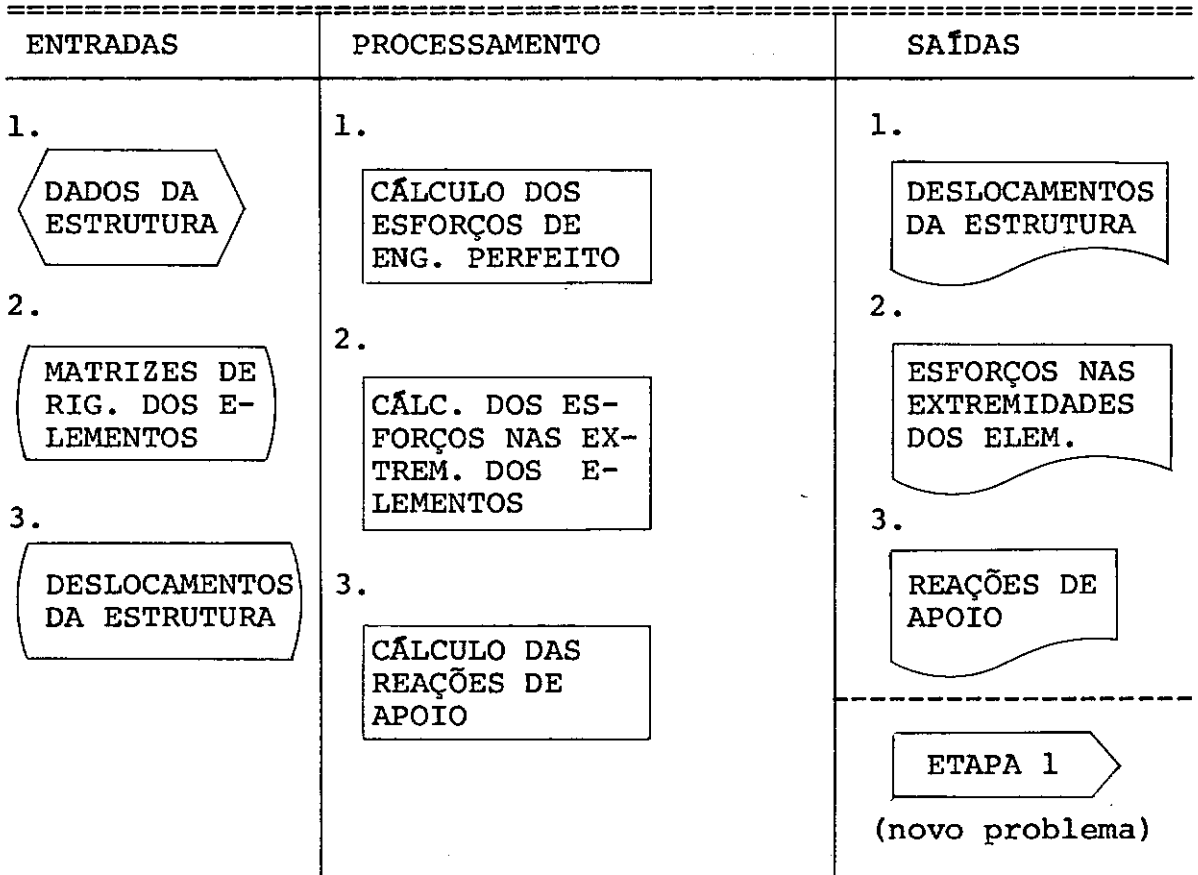 ENTRADAS
PROCESSAMENTO
SAÍDAS
1.
DADOS DA
ESTRUTURA
2.
MATRIZES DE
RIG. DOS E-
LEMENTOS
3.
DESLOCAMENTOS
DA ESTRUTURA
1.
CÁLCULO DOS
ESFORÇOS DE
ENG. PERFEITO
2.
CÁLC. DOS ES-
FORÇOS NAS EX-
TREM. DOS E-
LEMENTOS
3.
CÁLCULO DAS
REAÇÕES DE
APOIO
1.
DESLOCAMENTOS
DA ESTRUTURA
2.
ESFORÇOS NAS
EXTREMIDADES
DOS ELEM.
3.
REAÇÕES DE
APOIO
ETAPA 1
(novo problema)